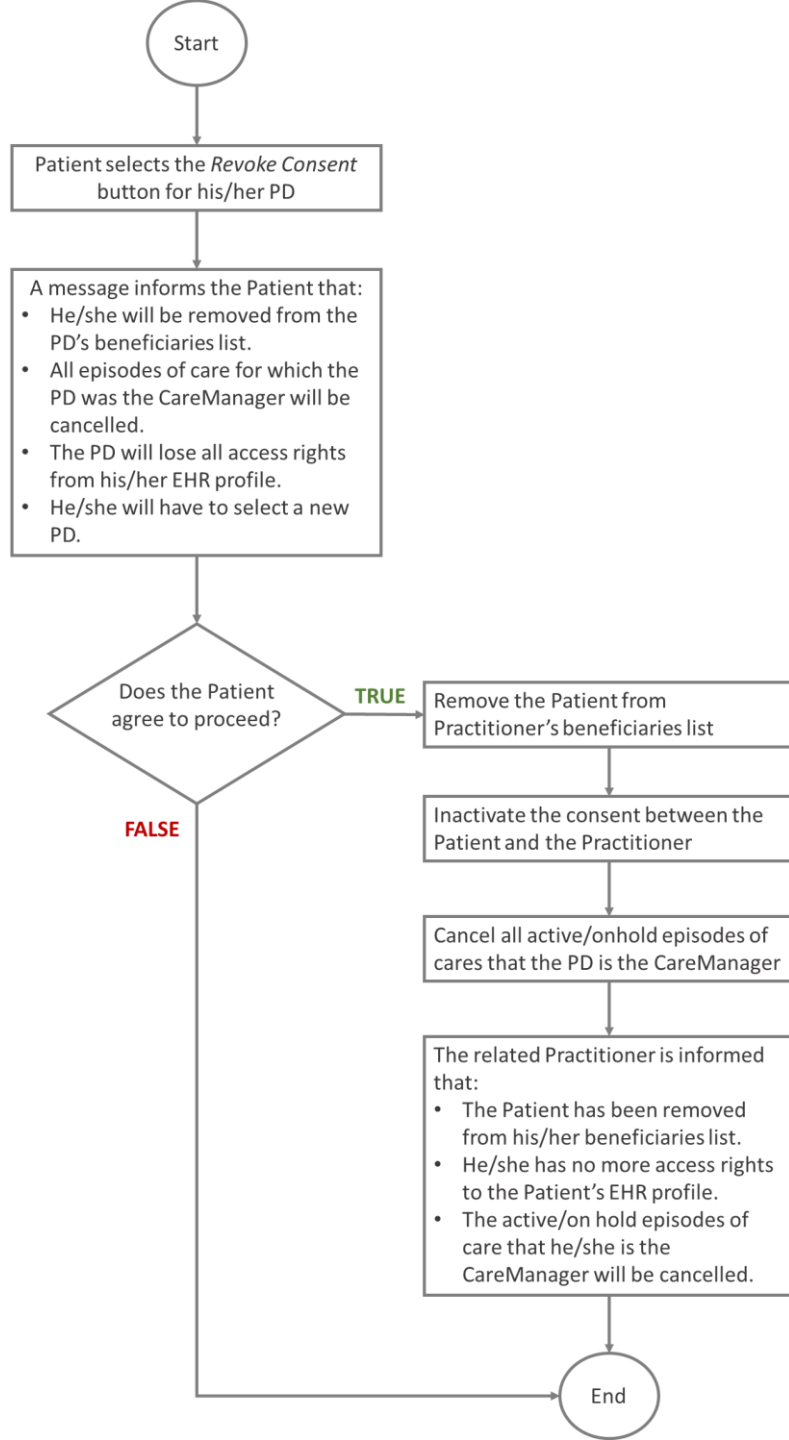 Start
Patient selects the Revoke Consent
button for his/her PD
A message informs the Patient that:
• He/she will be removed from the
PD's beneficiaries list.
• All episodes of care for which the
PD was the CareManager will be
cancelled.
• The PD will lose all access rights
from his/her EHR profile.
• He/she will have to select a new
PD.
Does the Patient
agree to proceed?
TRUE
FALSE
Remove the Patient from
Practitioner's beneficiaries list
Inactivate the consent between the
Patient and the Practitioner
Cancel all active/onhold episodes of
cares that the PD is the CareManager
The related Practitioner is informed
that:
• The Patient has been removed
from his/her beneficiaries list.
• He/she has no more access rights
to the Patient's EHR profile.
• The active/on hold episodes of
care that he/she is the
CareManager will be cancelled.
End